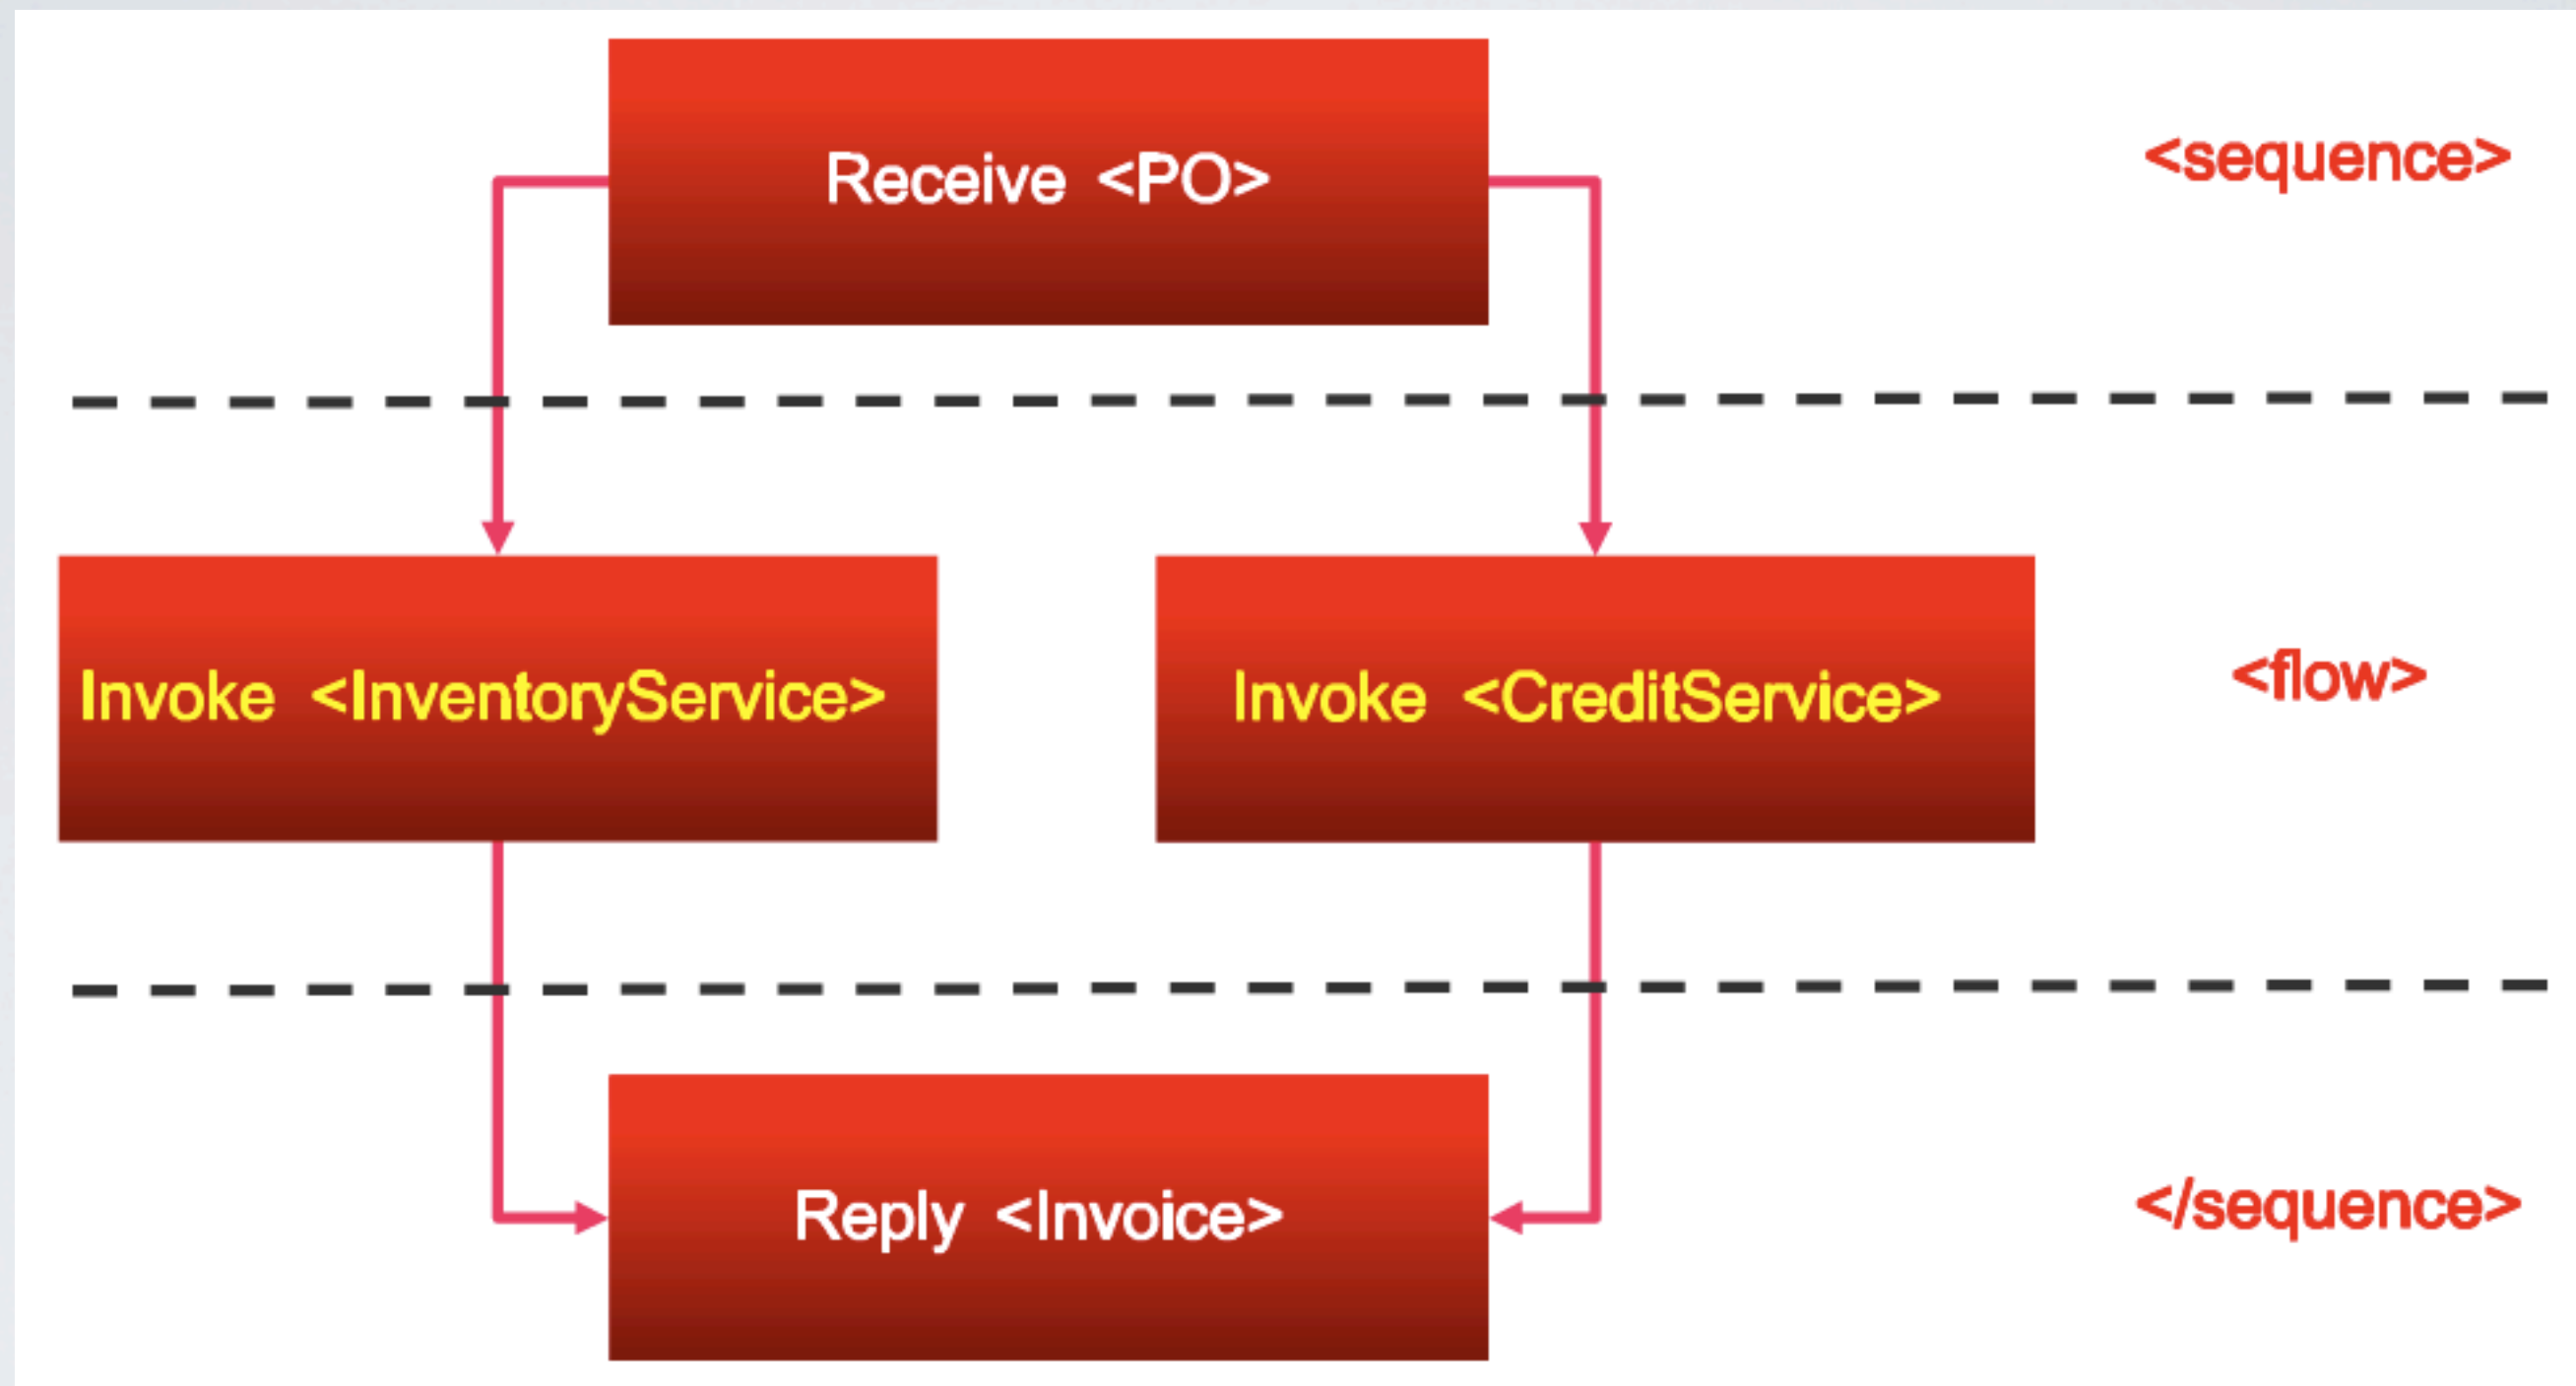 Receive <PO>
<sequence>
Invoke <InventoryService>
Invoke <CreditService>
<flow>
Reply <Invoice>
</sequence>